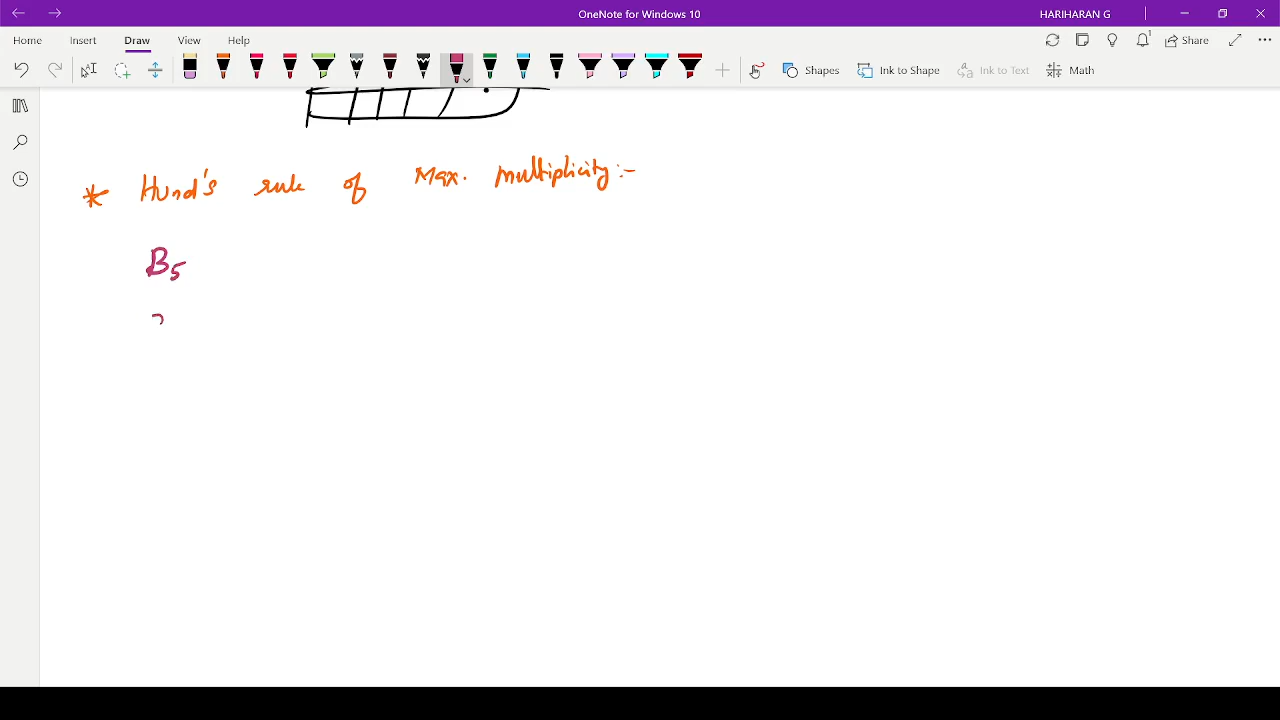 OneNote for Windows 10
HARIHARAN G
Home Insert Draw View Help
Share
Shapes Ink to Shape Ink to Text Math
* Hund's rule of Max. multiplicity:-
B5